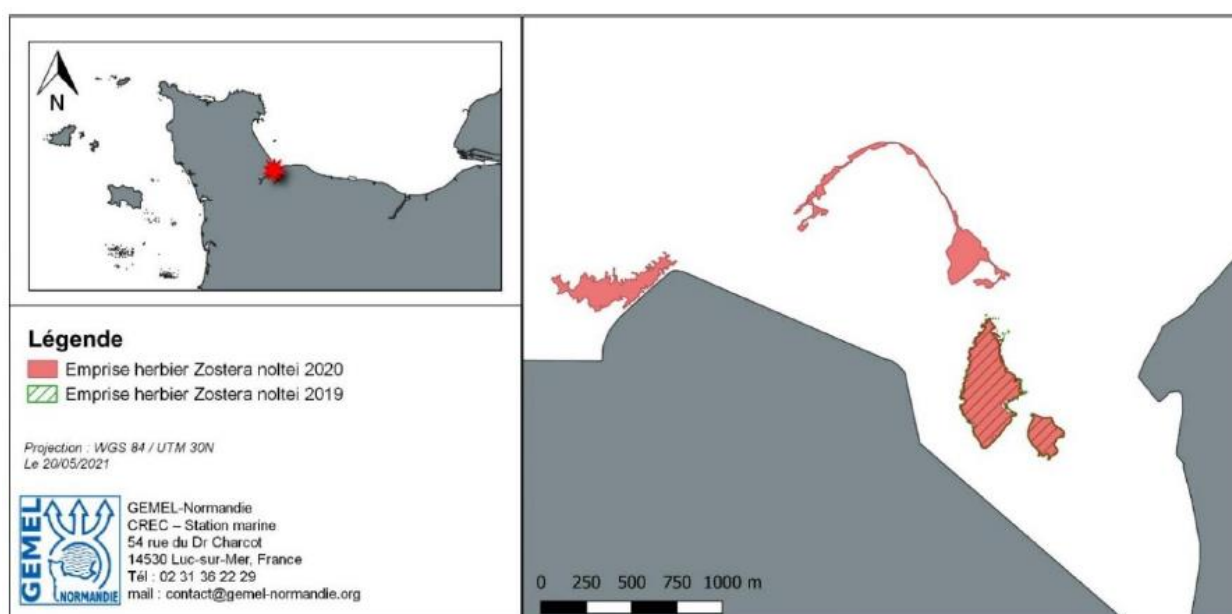 N
Légende
Emprise herbier Zostera noltei 2020
Emprise herbier Zostera noltei 2019
Projection : WGS 84 / UTM 30N
Le 20/05/2021
GEMEL
NORMANDIE
GEMEL-Normandie
CREC – Station marine
54 rue du Dr Charcot
14530 Luc-sur-Mer, France
Tél : 02 31 36 22 29
mail : contact@gemel-normandie.org
0 250 500 750 1000 m